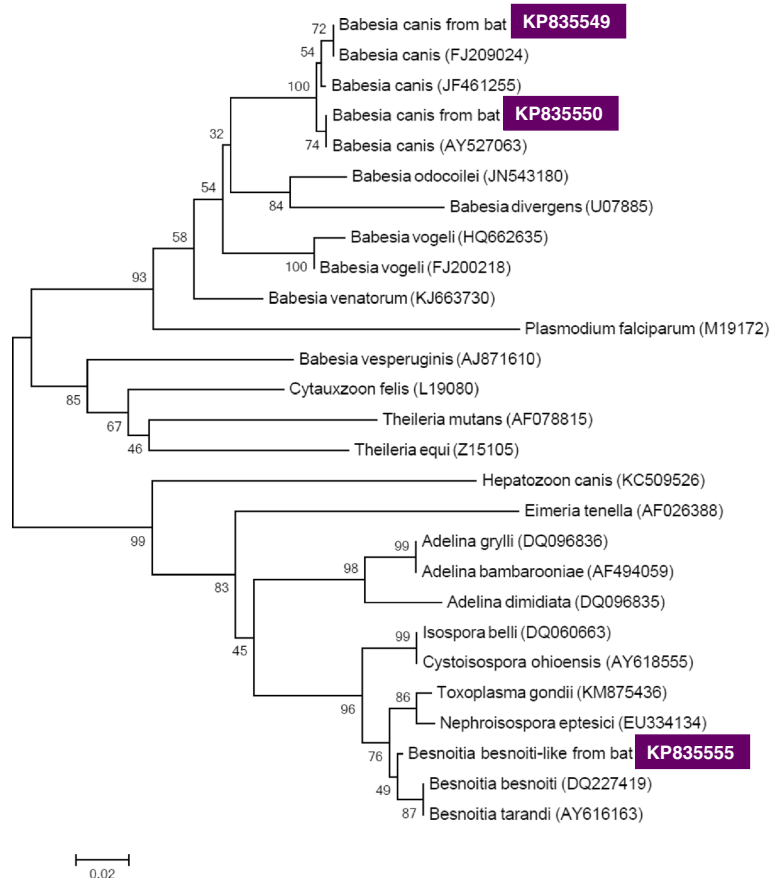 72
Babesia canis from bat KP835549
54
Babesia canis (FJ209024)
100
Babesia canis (JF461255)
Babesia canis from bat KP835550
32
74
Babesia canis (AY527063)
54
Babesia odocoilei (JN543180)
84
Babesia divergens (U07885)
58
Babesia vogeli (HQ662635)
100
Babesia vogeli (FJ200218)
93
Babesia venatorum (KJ663730)
Plasmodium falciparum (M19172)
Babesia vesperuginis (AJ871610)
85
Cytauxzoon felis (L19080)
67
Theileria mutans (AF078815)
46
Theileria equi (Z15105)
Hepatozoon canis (KC509526)
Eimeria tenella (AF026388)
99
99
Adelina grylli (DQ096836)
98
Adelina bambarooniae (AF494059)
83
Adelina dimidiata (DQ096835)
99
Isospora belli (DQ060663)
45
Cystoisospora ohioensis (AY618555)
86
Toxoplasma gondii (KM875436)
96
Nephroisospora eptesici (EU334134)
76
Besnoitia besnoiti-like from bat KP835555
49
Besnoitia besnoiti (DQ227419)
87
Besnoitia tarandi (AY616163)
0.02